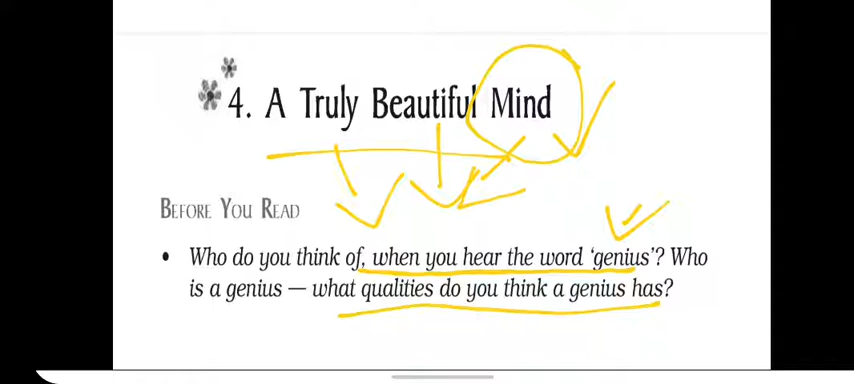 4. A Truly Beautiful Mind
BEFORE YOU READ
• Who do you think of, when you hear the word ‘genius’? Who
is a genius — what qualities do you think a genius has?